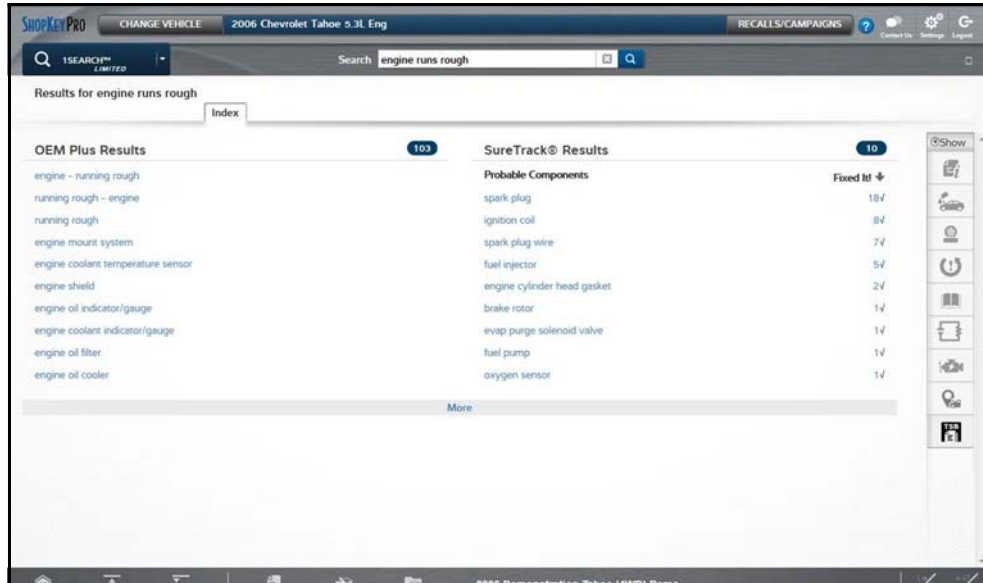 SHOPKEYPRO CHANGE VEHICLE 2006 Chevrolet Tahoe 5.3L Eng RECALLS/CAMPAIGNS ? Contact Us Settings Logout
1SEARCH™ LIMITED Search engine runs rough
Results for engine runs rough
Index
OEM Plus Results 103 SureTrack® Results 10
Show
engine - running rough Probable Components Fixed It!
running rough - engine spark plug 18√
running rough ignition coil 8√
engine mount system spark plug wire 7√
engine coolant temperature sensor fuel injector 5√
engine shield engine cylinder head gasket 2√
engine oil indicator/gauge brake rotor 1√
engine coolant indicator/gauge evap purge solenoid valve 1√
engine oil filter fuel pump 1√
engine oil cooler oxygen sensor 1√
More
TSB